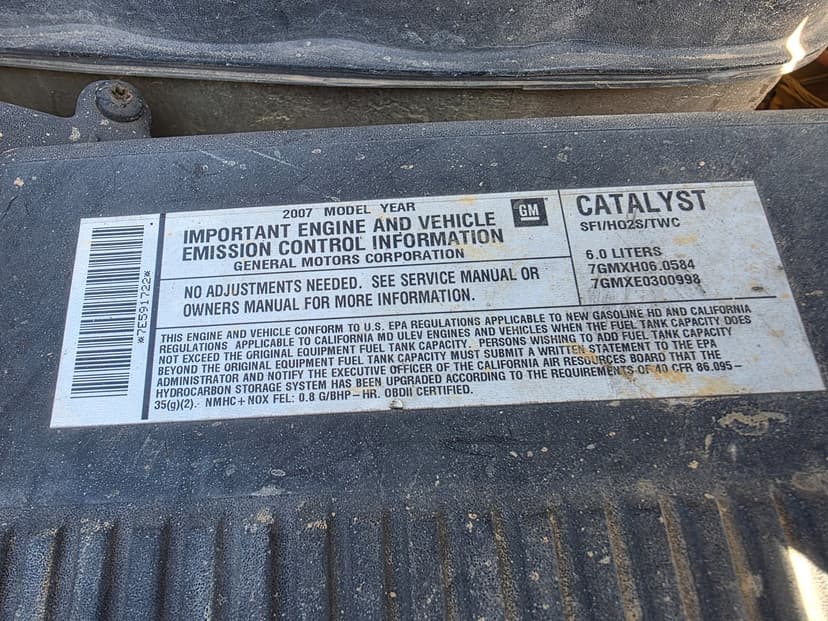 *7E591722*
2007 MODEL YEAR
IMPORTANT ENGINE AND VEHICLE
EMISSION CONTROL INFORMATION
GENERAL MOTORS CORPORATION
GM
NO ADJUSTMENTS NEEDED. SEE SERVICE MANUAL OR
OWNERS MANUAL FOR MORE INFORMATION.
CATALYST
SFI/HO2S/TWC
6.0 LITERS
7GMXH06.0584
7GMXE0300998
THIS ENGINE AND VEHICLE CONFORM TO U.S. EPA REGULATIONS APPLICABLE TO NEW GASOLINE HD AND CALIFORNIA
REGULATIONS APPLICABLE TO CALIFORNIA MD ULEV ENGINES AND VEHICLES WHEN THE FUEL TANK CAPACITY DOES
NOT EXCEED THE ORIGINAL EQUIPMENT FUEL TANK CAPACITY. PERSONS WISHING TO ADD FUEL TANK CAPACITY
BEYOND THE ORIGINAL EQUIPMENT FUEL TANK CAPACITY MUST SUBMIT A WRITTEN STATEMENT TO THE EPA
ADMINISTRATOR AND NOTIFY THE EXECUTIVE OFFICER OF THE CALIFORNIA AIR RESOURCES BOARD THAT THE
HYDROCARBON STORAGE SYSTEM HAS BEEN UPGRADED ACCORDING TO THE REQUIREMENTS OF 40 CFR 86.095-
35(g)(2). NMHC+NOX FEL: 0.8 G/BHP-HR. OBDII CERTIFIED.